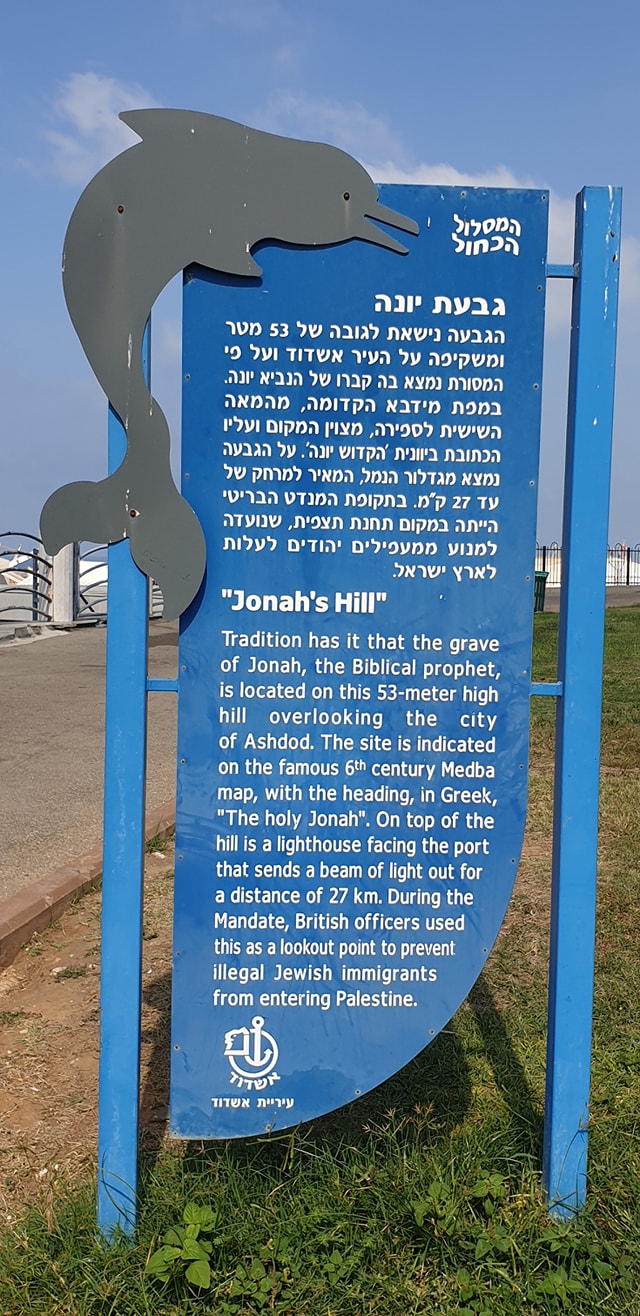 המסלול
הכחול
גבעת יונה
הגבעה נישאת לגובה של 53 מטר
ומשקיפה על העיר אשדוד ועל פי
המסורת נמצא בה קברו של הנביא יונה.
במפת מידבא הקדומה, מהמאה
השישית לספירה, מצוין המקום ועליו
הכתובת ביוונית 'הקדוש יונה'. על הגבעה
נמצא מגדלור הנמל, המאיר למרחק של
עד 27 ק"מ. בתקופת המנדט הבריטי
הייתה במקום תחנת תצפית, שנועדה
למנוע ממעפילים יהודים לעלות
לארץ ישראל.
"Jonah's Hill"
Tradition has it that the grave
of Jonah, the Biblical prophet,
is located on this 53-meter high
hill overlooking the city
of Ashdod. The site is indicated
on the famous 6th century Medba
map, with the heading, in Greek,
"The holy Jonah". On top of the
hill is a lighthouse facing the port
that sends a beam of light out for
a distance of 27 km. During the
Mandate, British officers used
this as a lookout point to prevent
illegal Jewish immigrants
from entering Palestine.
אשדוד
עיריית אשדוד